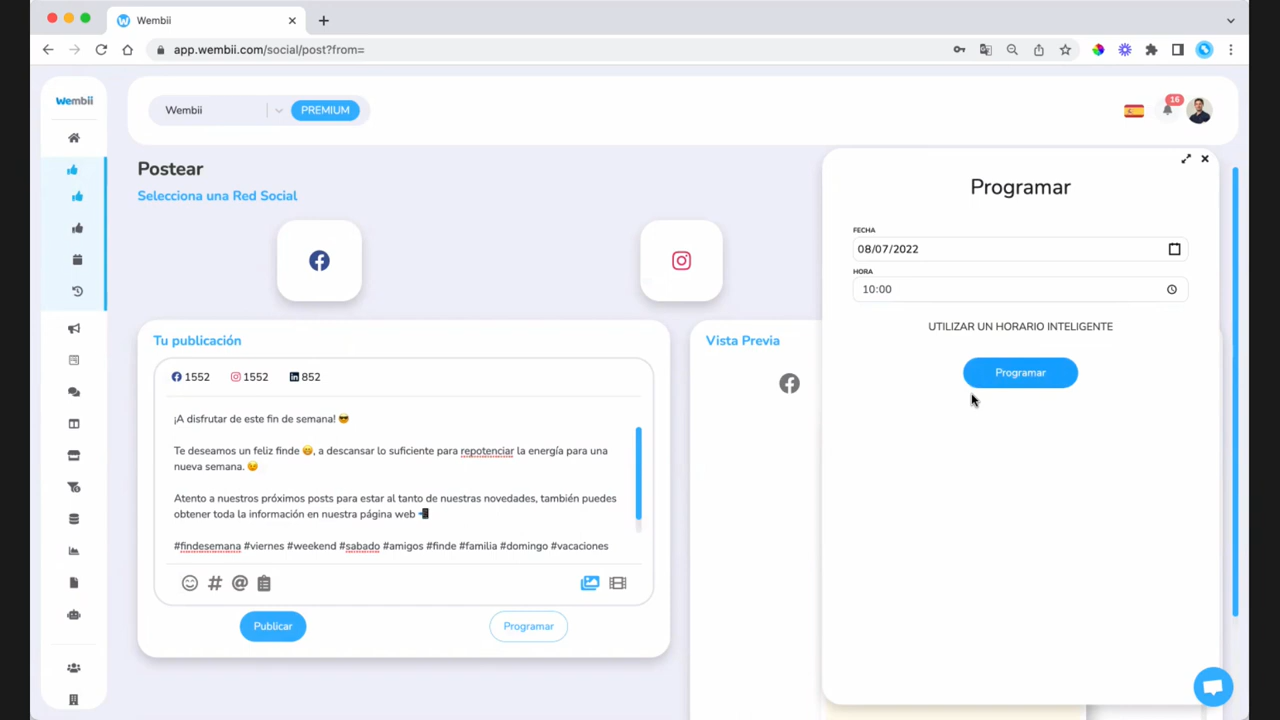 Wembii
app.wembii.com/social/post?from=
Wembii
Wembii
PREMIUM
16
Postear
Selecciona una Red Social
Tu publicación
1552
1552
852
¡A disfrutar de este fin de semana! 😎
Te deseamos un feliz finde 😄, a descansar lo suficiente para repotenciar la energía para una
nueva semana. 😉
Atento a nuestros próximos posts para estar al tanto de nuestras novedades, también puedes
obtener toda la información en nuestra página web 📲
#findesemana #viernes #weekend #sabado #amigos #finde #familia #domingo #vacaciones
Publicar
Programar
Vista Previa
Programar
FECHA
08/07/2022
HORA
10:00
UTILIZAR UN HORARIO INTELIGENTE
Programar